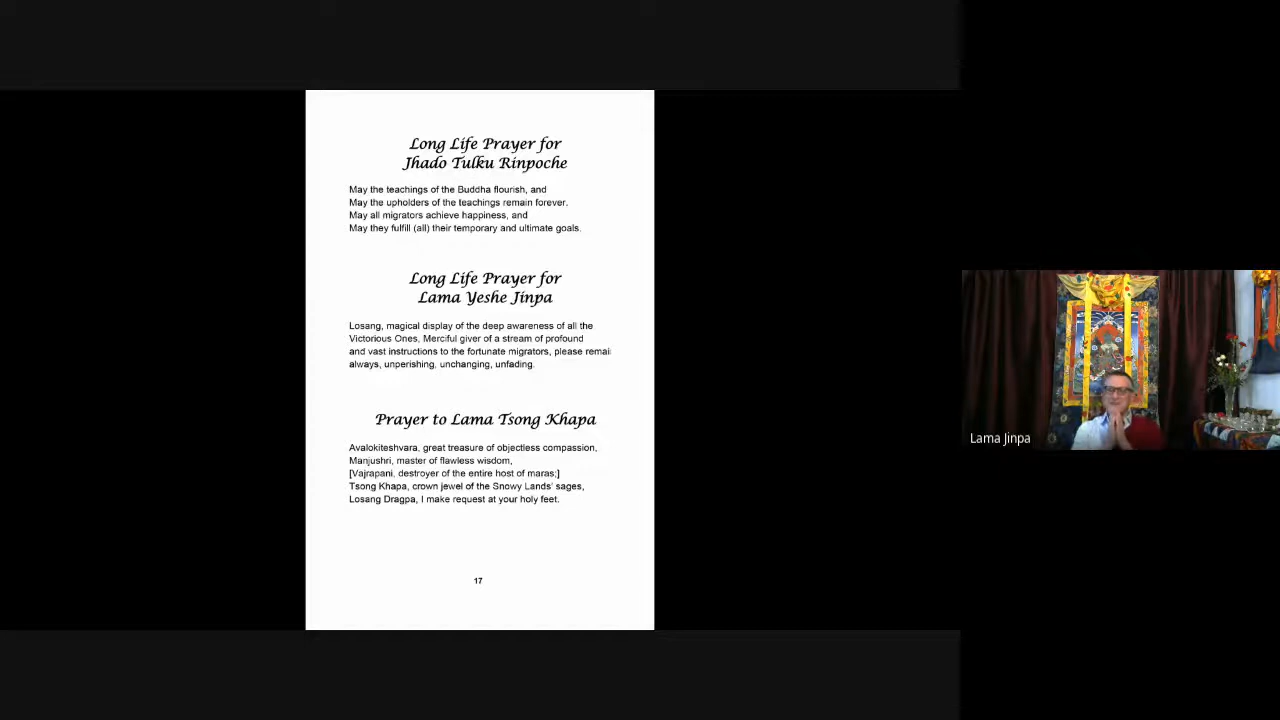 Long Life Prayer for
Jhado Tulku Rinpoche
May the teachings of the Buddha flourish, and
May the upholders of the teachings remain forever.
May all migrators achieve happiness, and
May they fulfill (all) their temporary and ultimate goals.
Long Life Prayer for
Lama Yeshe Jinpa
Losang, magical display of the deep awareness of all the
Victorious Ones, Merciful giver of a stream of profound
and vast instructions to the fortunate migrators, please remai
always, unperishing, unchanging, unfading.
Prayer to Lama Tsong Khapa
Avalokiteshvara, great treasure of objectless compassion,
Manjushri, master of flawless wisdom,
[Vajrapani, destroyer of the entire host of maras;]
Tsong Khapa, crown jewel of the Snowy Lands' sages,
Losang Dragpa, I make request at your holy feet.
17
Lama Jinpa